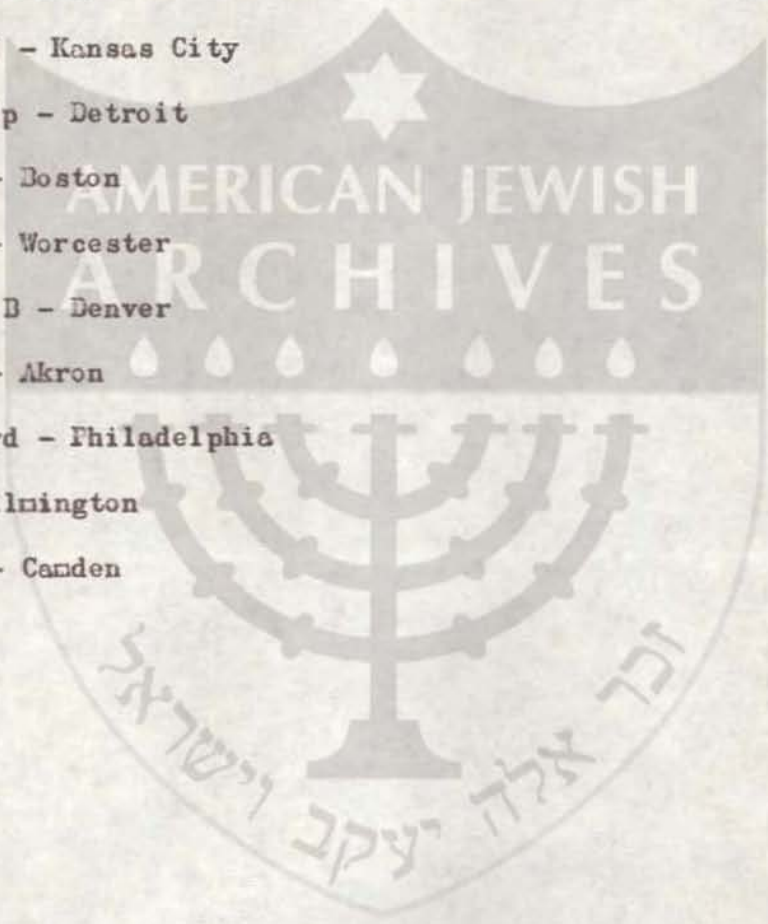 - Kansas City
p - Detroit
- Boston
- Worcester
B - Denver
- Akron
d - Philadelphia
lmington
- Camden
AMERICAN JEWISH
ARCHIVES
זכר אלה יעקב וישראל